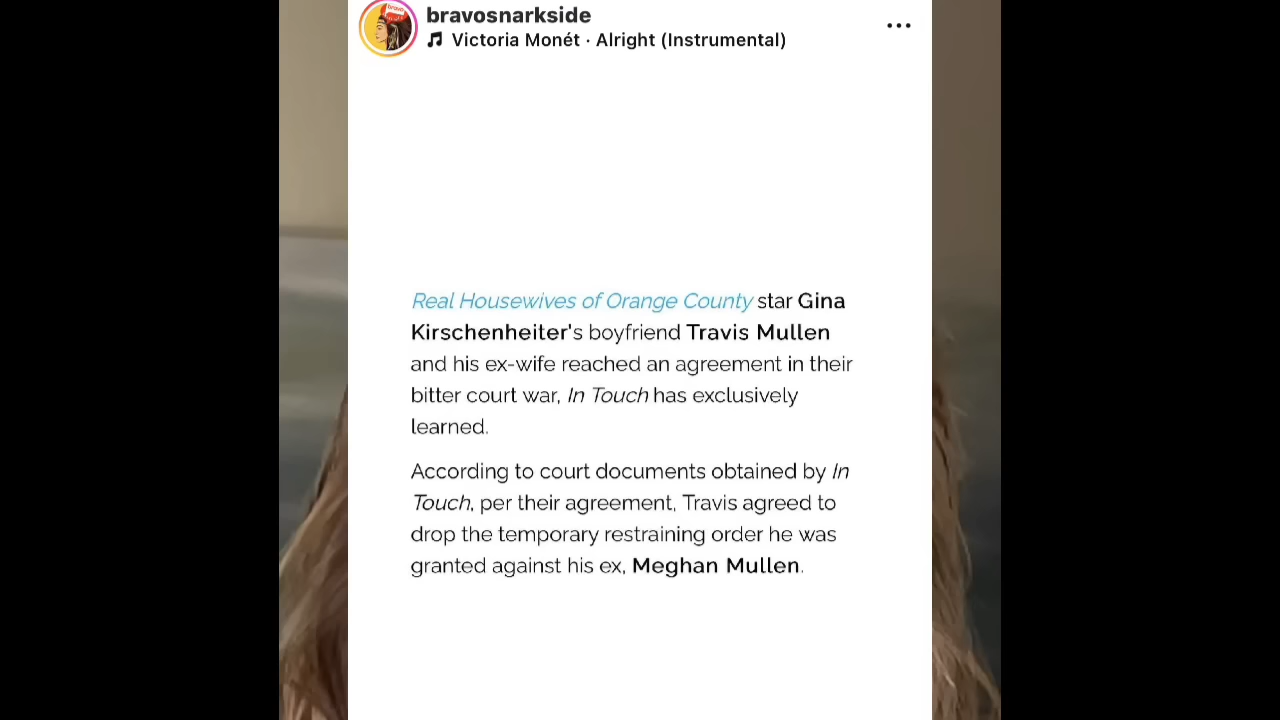 bravosnarkside
Victoria Monét · Alright (Instrumental)
Real Housewives of Orange County star Gina
Kirschenheiter's boyfriend Travis Mullen
and his ex-wife reached an agreement in their
bitter court war, In Touch has exclusively
learned.
According to court documents obtained by In
Touch, per their agreement, Travis agreed to
drop the temporary restraining order he was
granted against his ex, Meghan Mullen.